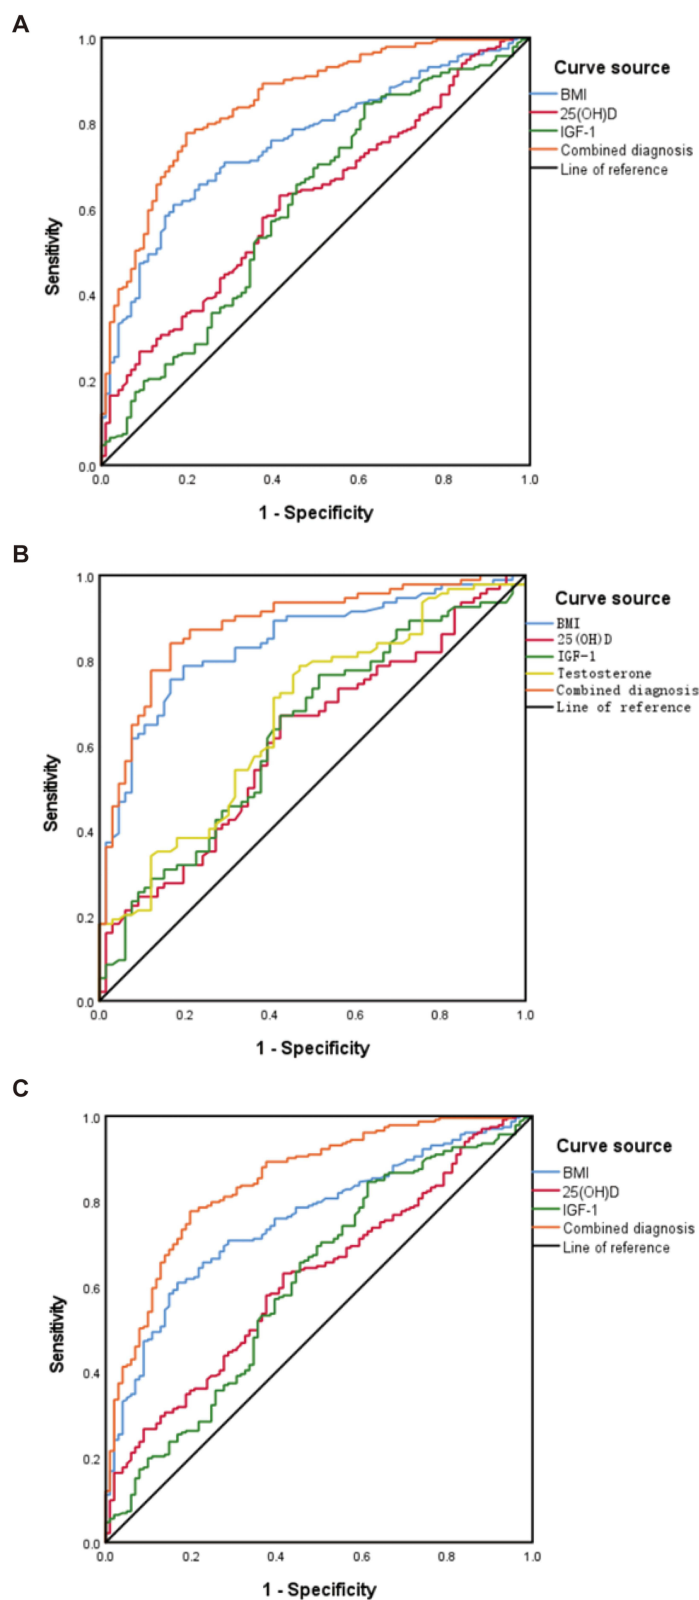 A
Curve source
BMI
25(OH)D
IGF-1
Combined diagnosis
Line of reference
Sensitivity
1.0
0.8
0.6
0.4
0.2
0.0
0.0 0.2 0.4 0.6 0.8 1.0
1 - Specificity
B
Curve source
BMI
25(OH)D
IGF-1
Testosterone
Combined diagnosis
Line of reference
Sensitivity
1.0
0.8
0.6
0.4
0.2
0.0
0.0 0.2 0.4 0.6 0.8 1.0
1 - Specificity
C
Curve source
BMI
25(OH)D
IGF-1
Combined diagnosis
Line of reference
Sensitivity
1.0
0.8
0.6
0.4
0.2
0.0
0.0 0.2 0.4 0.6 0.8 1.0
1 - Specificity